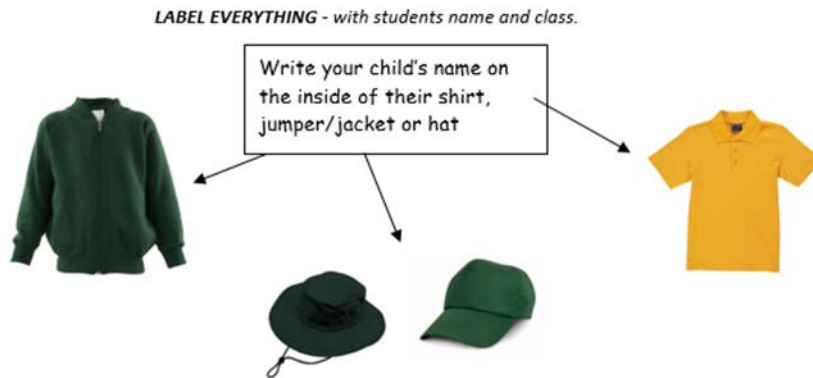 LABEL EVERYTHING - with students name and class.
Write your child's name on
the inside of their shirt,
jumper/jacket or hat